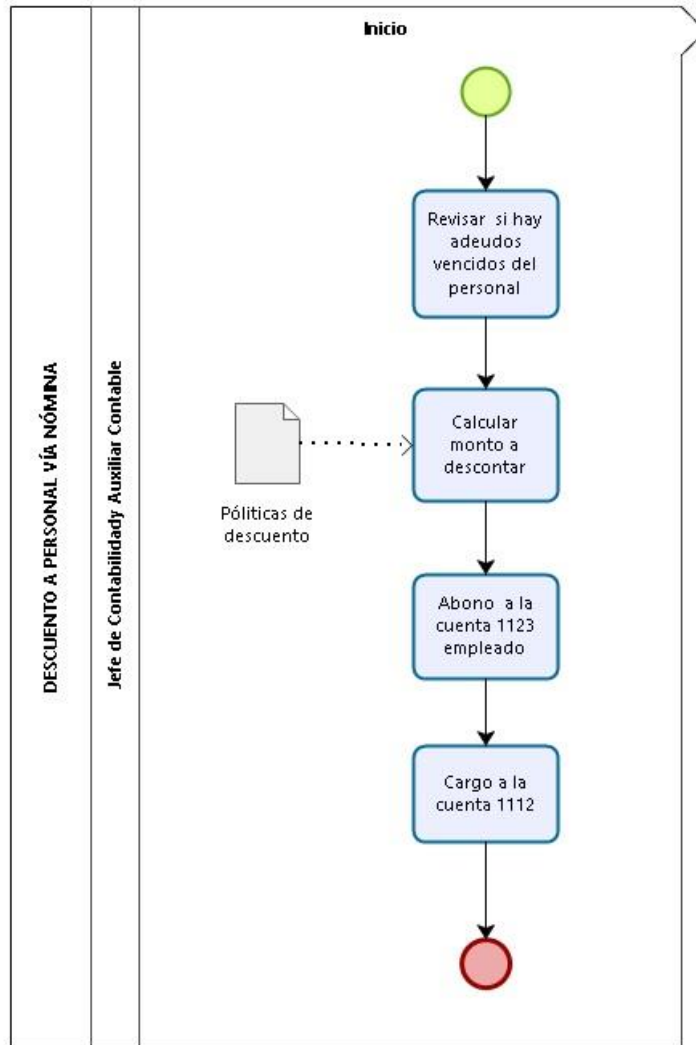 Inicio
DESCUENTO A PERSONAL VÍA NÓMINA
Jefe de Contabilidady Auxiliar Contable
Revisar si hay
adeudos
vencidos del
personal
Calcular
monto a
descontar
Póliticas de
descuento
Abono a la
cuenta 1123
empleado
Cargo a la
cuenta 1112